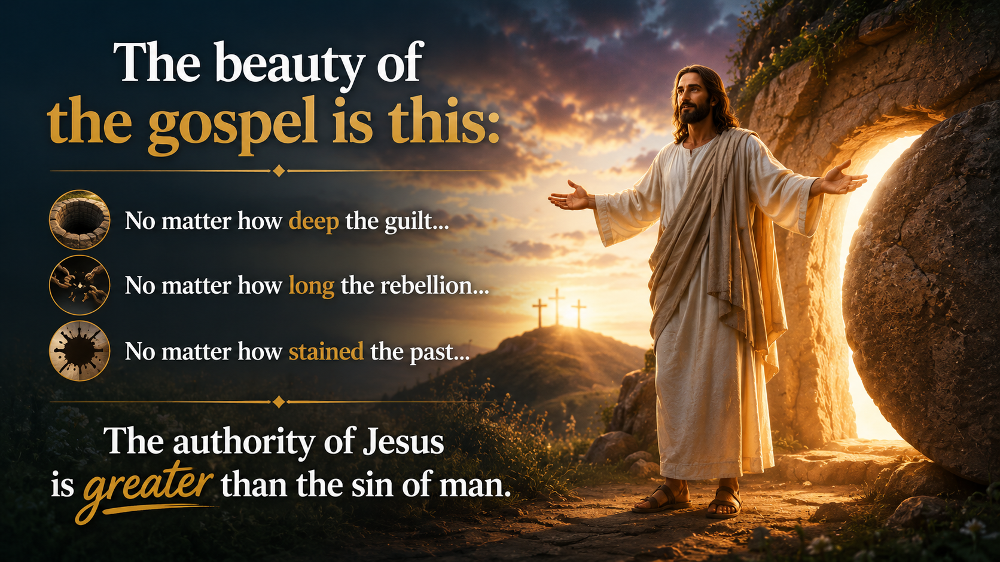 The beauty of
the gospel is this:
No matter how deep the guilt...
No matter how long the rebellion...
No matter how stained the past...
The authority of Jesus
is greater than the sin of man.